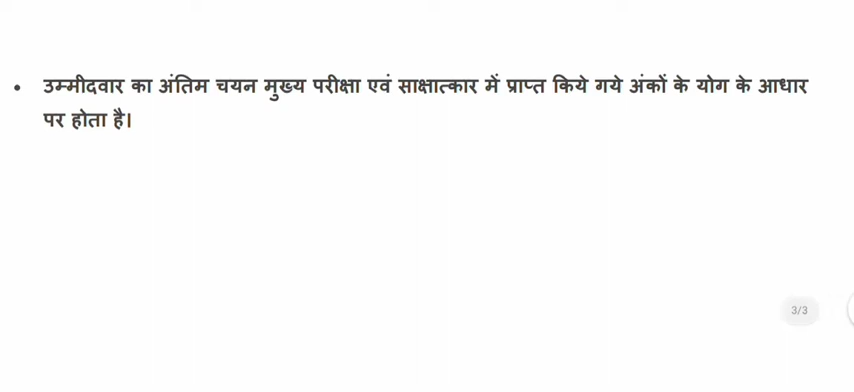 • उम्मीदवार का अंतिम चयन मुख्य परीक्षा एवं साक्षात्कार में प्राप्त किये गये अंकों के योग के आधार
पर होता है।
3/3